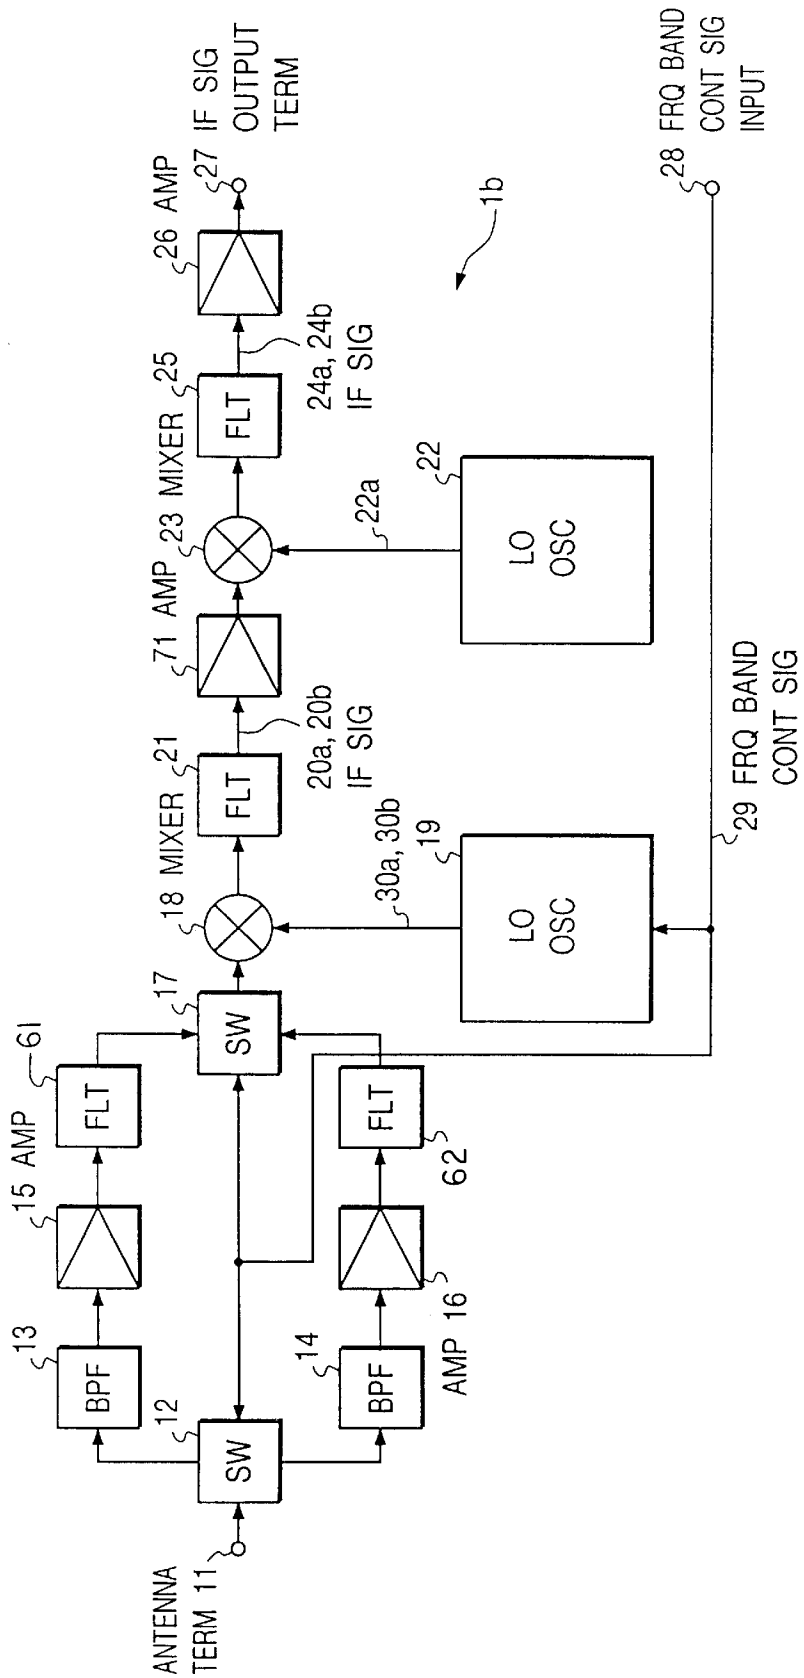 ANTENNA
TERM 11
SW
12
BPF
13
15 AMP
FLT
61
BPF
14
AMP 16
FLT
62
SW
17
18 MIXER
FLT
21
20a, 20b
IF SIG
71 AMP
23 MIXER
FLT
25
24a, 24b
IF SIG
26 AMP
27 IF SIG
OUTPUT
TERM
30a, 30b
19
LO
OSC
22a
22
LO
OSC
1b
29 FRQ BAND
CONT SIG
28 FRQ BAND
CONT SIG
INPUT